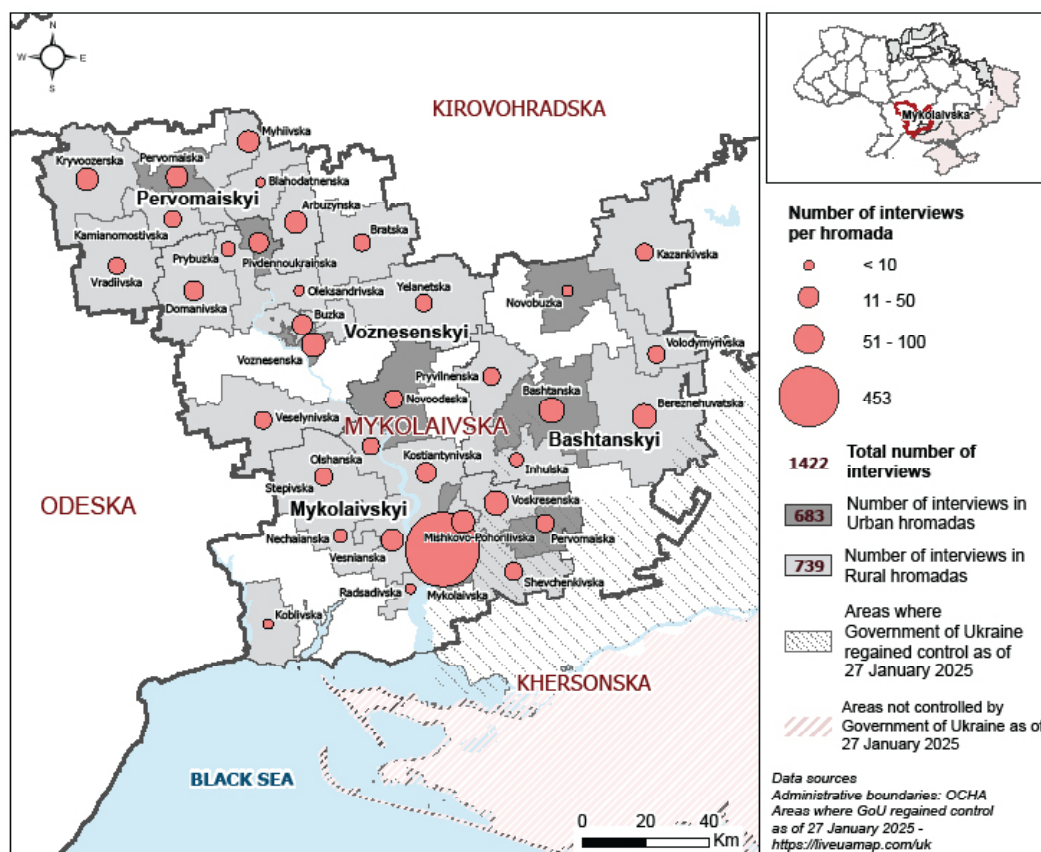 N
W
E
S
KIROVOHRADSKA
Myhiivska
Kryvoozerska
Pervomaiska
Blahodatnenska
Pervomaiskyi
Arbuzynska
Kamianomostivska
Bratska
Prybuzka
Pivdennoukrainska
Kazankivska
Vradiivska
Domanivska
Oleksandrivska
Yelanetska
Novobuzka
Buzka
Voznesenskyi
Voznesenska
Volodymyrivska
Pryvilnenska
Bashtanska
Novoodeska
Bereznehuvatska
Veselynivska
MYKOLAIVSKA
Bashtanskyi
Olshanska
Kostiantynivska
Inhulska
Stepivska
ODESKA
Mykolaivskyi
Voskresenska
Nechaianska
Mishkovo-Pohorilivska
Pervomaiska
Vesnianska
Shevchenkivska
Radsadivska
Mykolaivska
Koblivska
KHERSONSKA
BLACK SEA
0 20 40
Km
Mykolaivska
Number of interviews
per hromada
< 10
11 - 50
51 - 100
453
1422
Total number of
interviews
683
Number of interviews in
Urban hromadas
739
Number of interviews in
Rural hromadas
Areas where
Government of Ukraine
regained control as of
27 January 2025
Areas not controlled by
Government of Ukraine as of
27 January 2025
Data sources
Administrative boundaries: OCHA
Areas where GoU regained control
as of 27 January 2025 -
https://liveuamap.com/uk